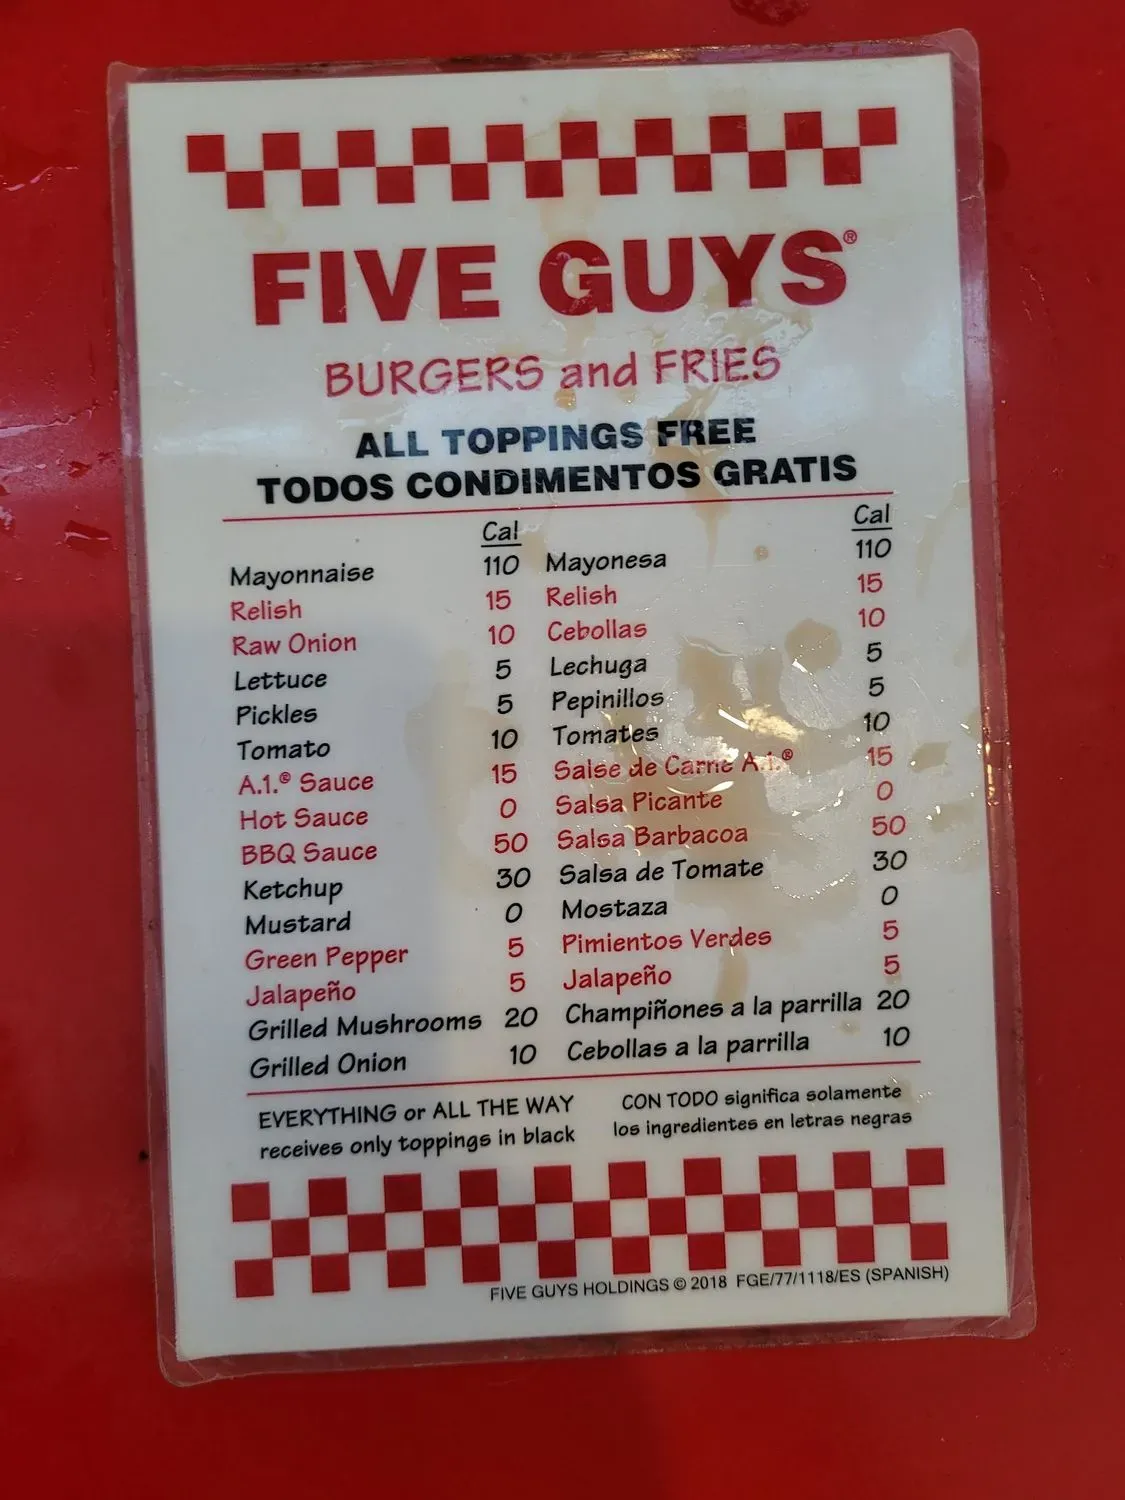 FIVE GUYS®
BURGERS and FRIES
ALL TOPPINGS FREE
TODOS CONDIMENTOS GRATIS
Cal Cal
Mayonnaise 110 Mayonesa 110
Relish 15 Relish 15
Raw Onion 10 Cebollas 10
Lettuce 5 Lechuga 5
Pickles 5 Pepinillos 5
Tomato 10 Tomates 10
A.1.® Sauce 15 Salse de Carne A.1.® 15
Hot Sauce 0 Salsa Picante 0
BBQ Sauce 50 Salsa Barbacoa 50
Ketchup 30 Salsa de Tomate 30
Mustard 0 Mostaza 0
Green Pepper 5 Pimientos Verdes 5
Jalapeño 5 Jalapeño 5
Grilled Mushrooms 20 Champiñones a la parrilla 20
Grilled Onion 10 Cebollas a la parrilla 10
EVERYTHING or ALL THE WAY
receives only toppings in black
CON TODO significa solamente
los ingredientes en letras negras
FIVE GUYS HOLDINGS © 2018 FGE/77/1118/ES (SPANISH)